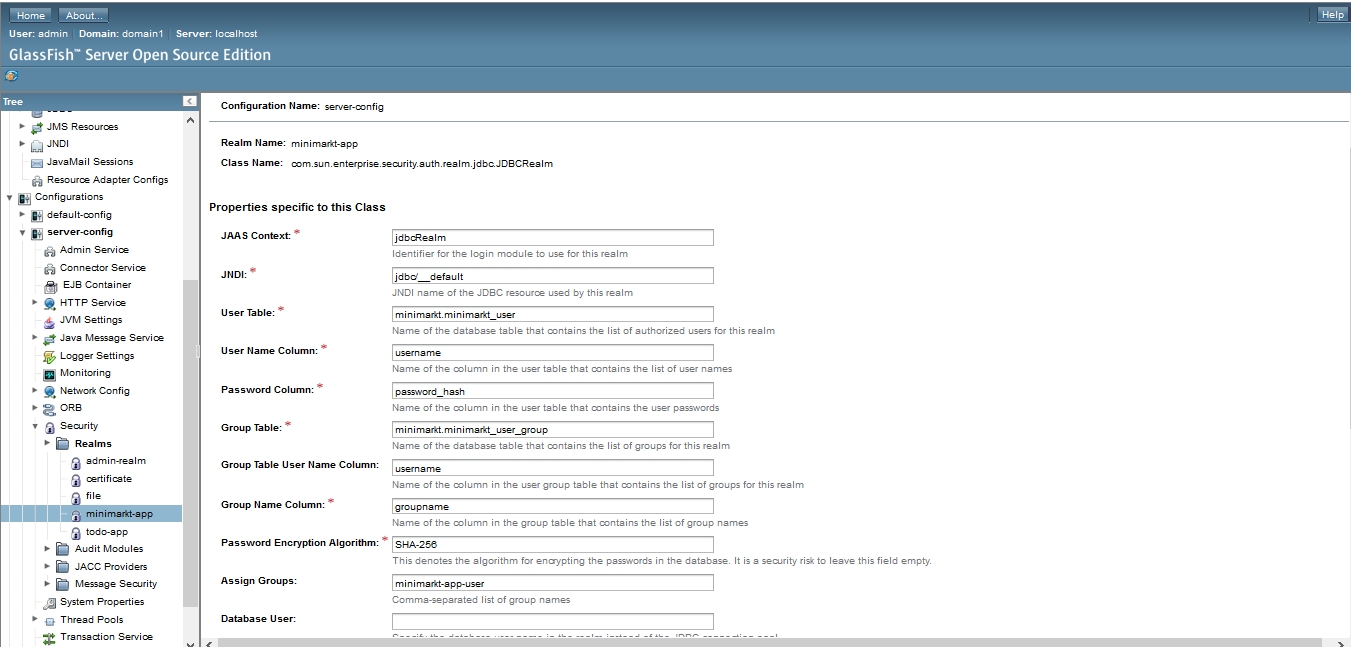 Home About... Help
User: admin Domain: domain1 Server: localhost
GlassFish™ Server Open Source Edition
Tree
JMS Resources
JNDI
JavaMail Sessions
Resource Adapter Configs
Configurations
default-config
server-config
Admin Service
Connector Service
EJB Container
HTTP Service
JVM Settings
Java Message Service
Logger Settings
Monitoring
Network Config
ORB
Security
Realms
admin-realm
certificate
file
minimarkt-app
todo-app
Audit Modules
JACC Providers
Message Security
System Properties
Thread Pools
Transaction Service
Configuration Name: server-config
Realm Name: minimarkt-app
Class Name: com.sun.enterprise.security.auth.realm.jdbc.JDBCRealm
Properties specific to this Class
JAAS Context: * jdbcRealm
Identifier for the login module to use for this realm
JNDI: * jdbc/__default
JNDI name of the JDBC resource used by this realm
User Table: * minimarkt.minimarkt_user
Name of the database table that contains the list of authorized users for this realm
User Name Column: * username
Name of the column in the user table that contains the list of user names
Password Column: * password_hash
Name of the column in the user table that contains the user passwords
Group Table: * minimarkt.minimarkt_user_group
Name of the database table that contains the list of groups for this realm
Group Table User Name Column: username
Name of the column in the user group table that contains the list of groups for this realm
Group Name Column: * groupname
Name of the column in the group table that contains the list of group names
Password Encryption Algorithm: * SHA-256
This denotes the algorithm for encrypting the passwords in the database. It is a security risk to leave this field empty.
Assign Groups: minimarkt-app-user
Comma-separated list of group names
Database User:
Specify the database user name in the realm instead of the JDBC connection pool